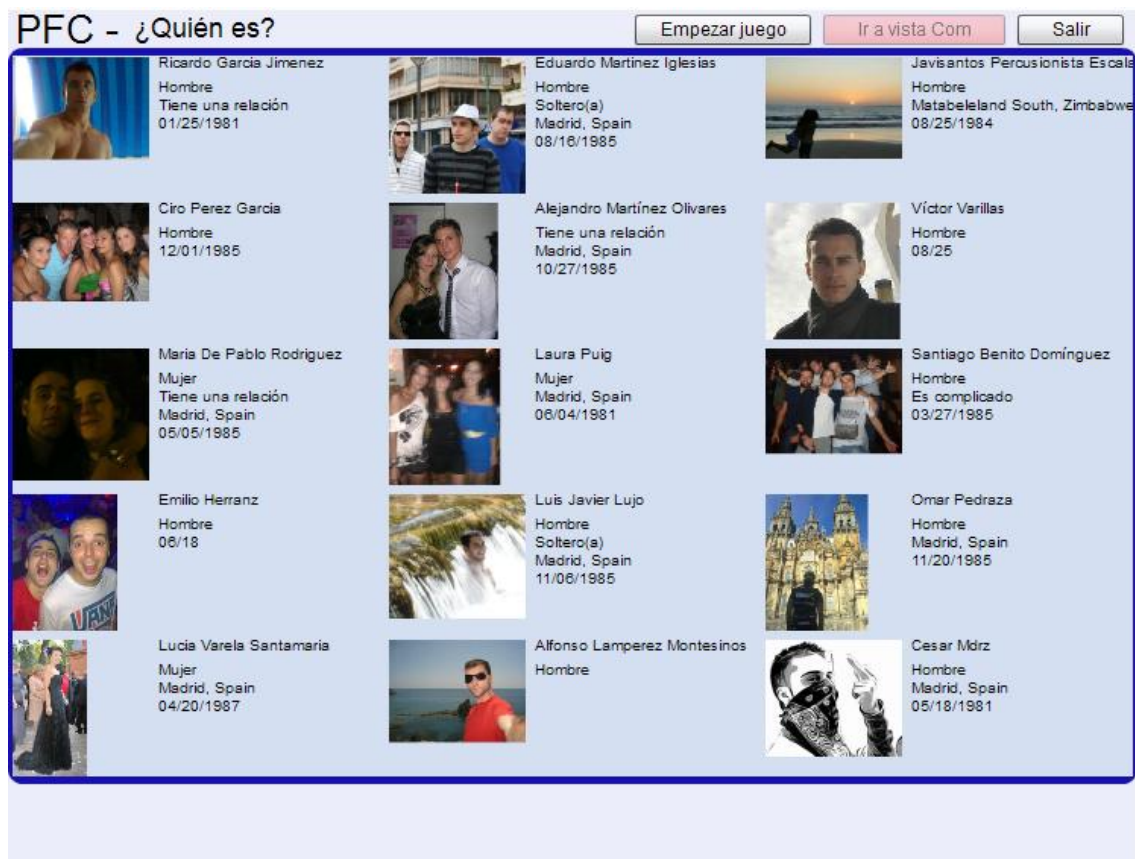 PFC - ¿Quién es?
Empezar juego
Ir a vista Com
Salir
Ricardo Garcia Jimenez
Hombre
Tiene una relación
01/25/1981
Eduardo Martinez Iglesias
Hombre
Soltero(a)
Madrid, Spain
08/16/1985
Javisantos Percusionista Escala
Hombre
Matabeleland South, Zimbabwe
08/25/1984
Ciro Perez Garcia
Hombre
12/01/1985
Alejandro Martínez Olivares
Tiene una relación
Madrid, Spain
10/27/1985
Víctor Varillas
Hombre
08/25
Maria De Pablo Rodriguez
Mujer
Tiene una relación
Madrid, Spain
05/05/1985
Laura Puig
Mujer
Madrid, Spain
06/04/1981
Santiago Benito Domínguez
Hombre
Es complicado
03/27/1985
Emilio Herranz
Hombre
06/18
Luis Javier Lujo
Hombre
Soltero(a)
Madrid, Spain
11/06/1985
Omar Pedraza
Hombre
Madrid, Spain
11/20/1985
Lucia Varela Santamaria
Mujer
Madrid, Spain
04/20/1987
Alfonso Lamperez Montesinos
Hombre
Cesar Mdrz
Hombre
Madrid, Spain
05/18/1981